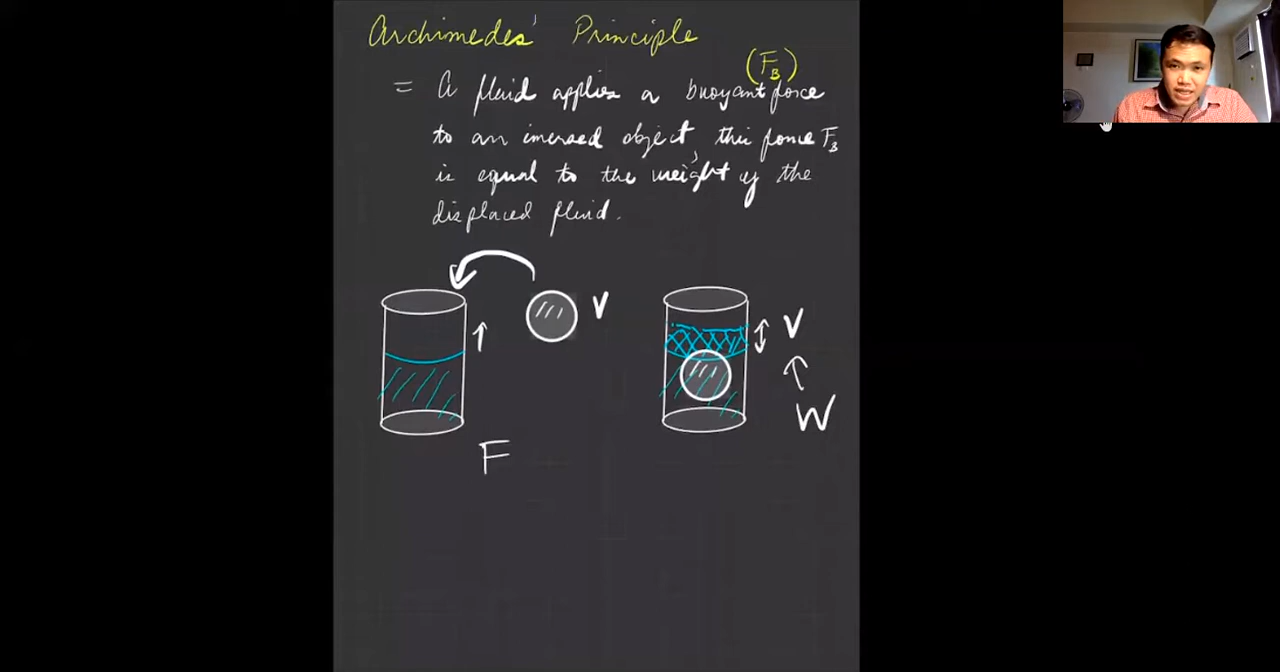 Archimedes' Principle
(F_B)
= A fluid applies a buoyant force
to an imersed object, this force F_B
is equal to the weight of the
displaced fluid.
V
V
W
F